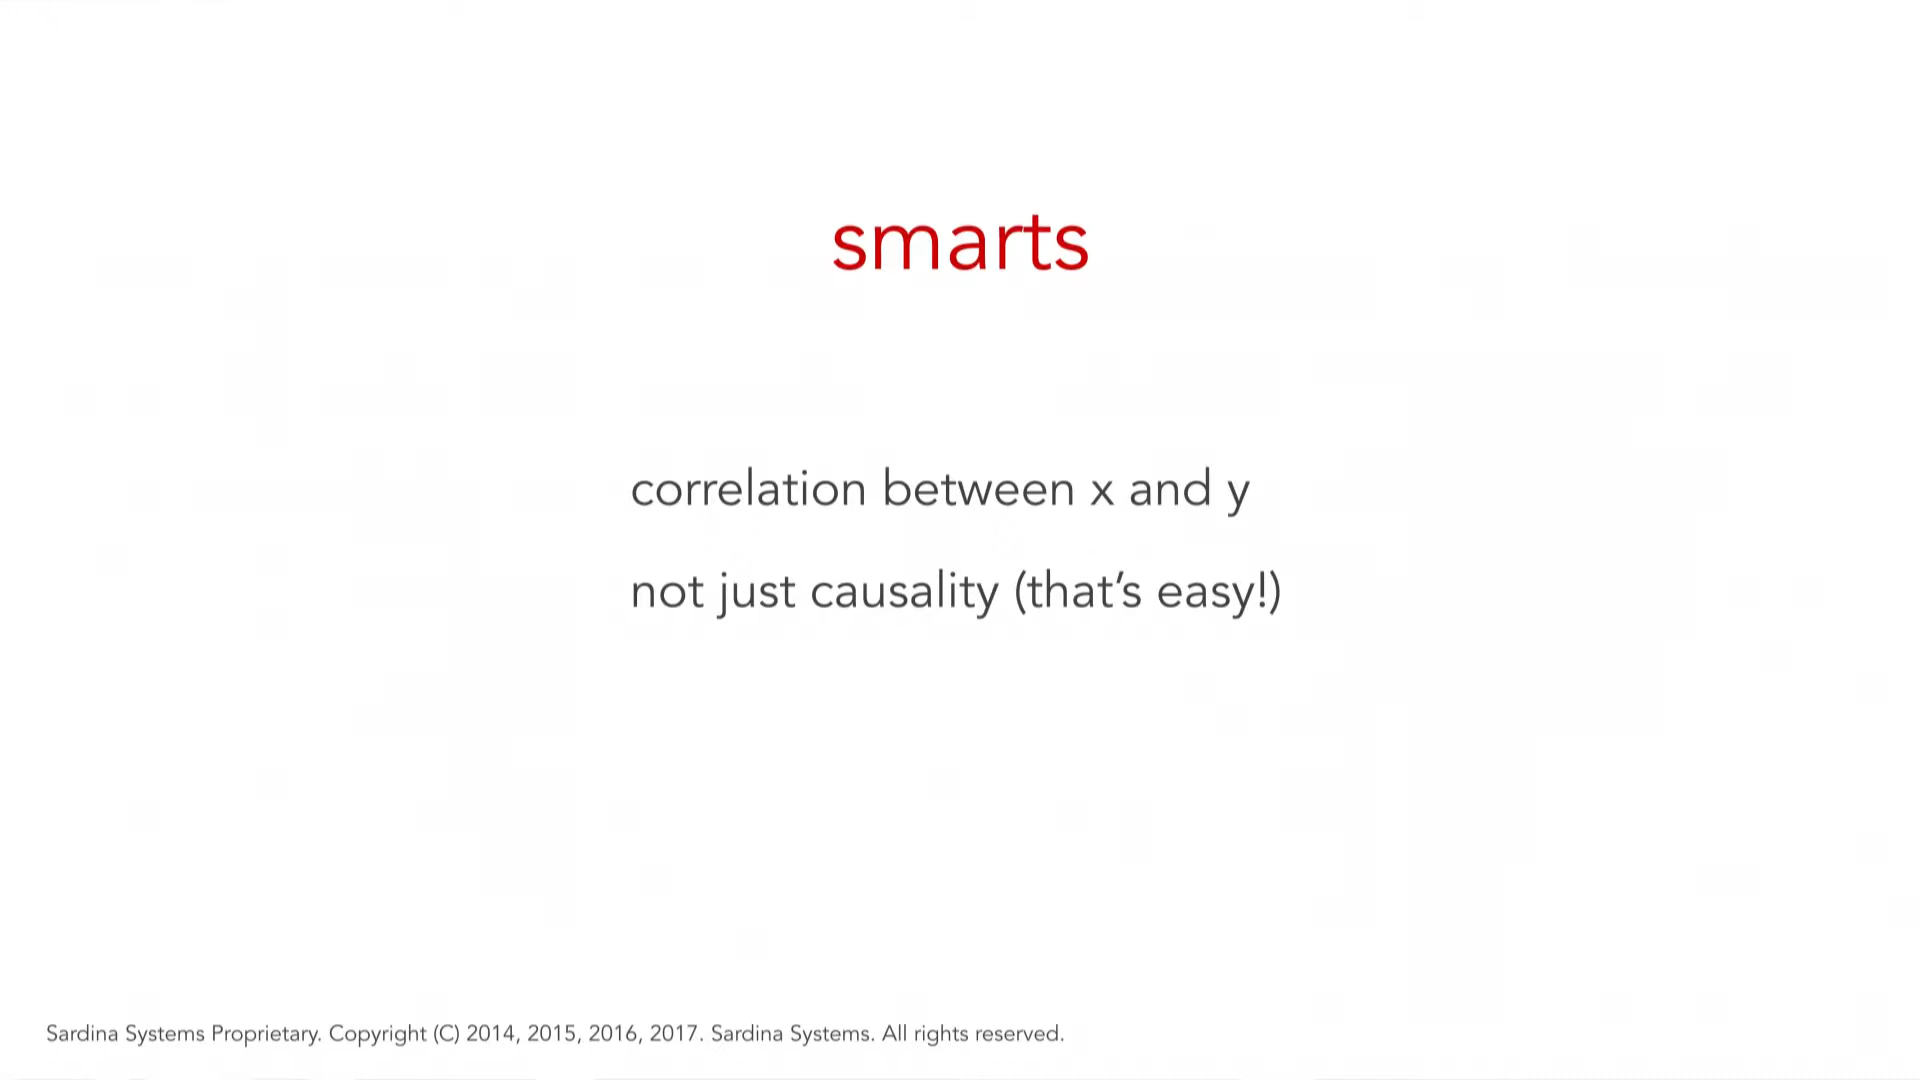 smarts
correlation between x and y
not just causality (that’s easy!)
Sardina Systems Proprietary. Copyright (C) 2014, 2015, 2016, 2017. Sardina Systems. All rights reserved.